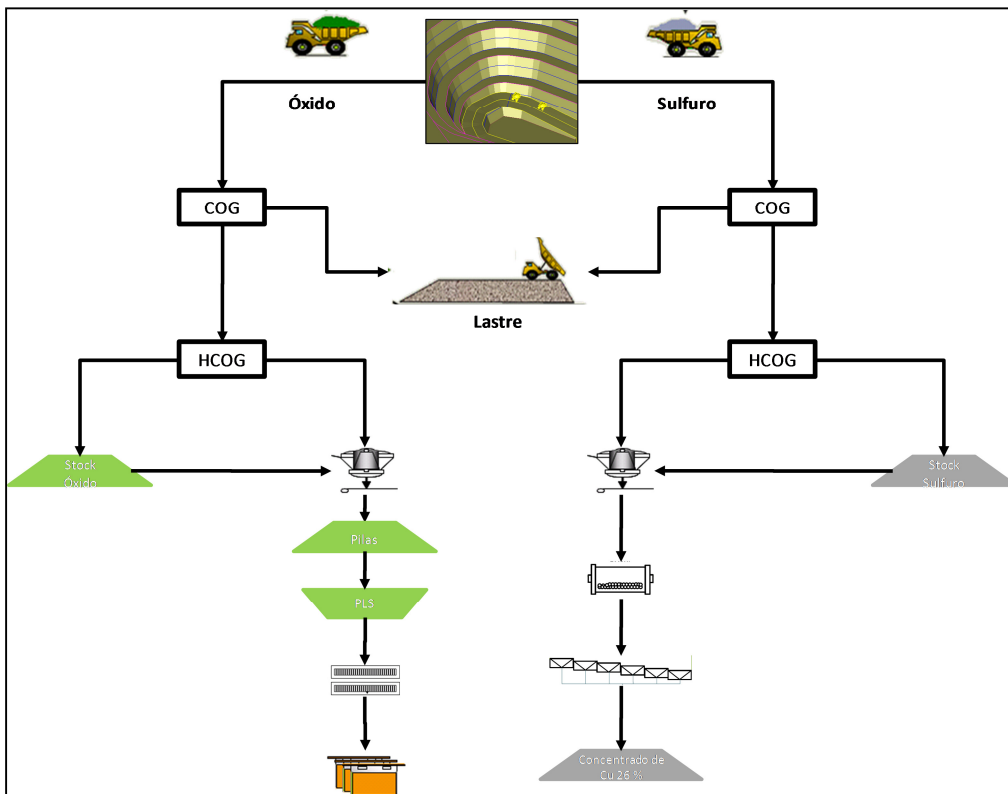 Óxido
Sulfuro
COG
COG
Lastre
HCOG
HCOG
Stock
Óxido
Stock
Sulfuro
Pilas
PLS
Concentrado de
Cu 26 %